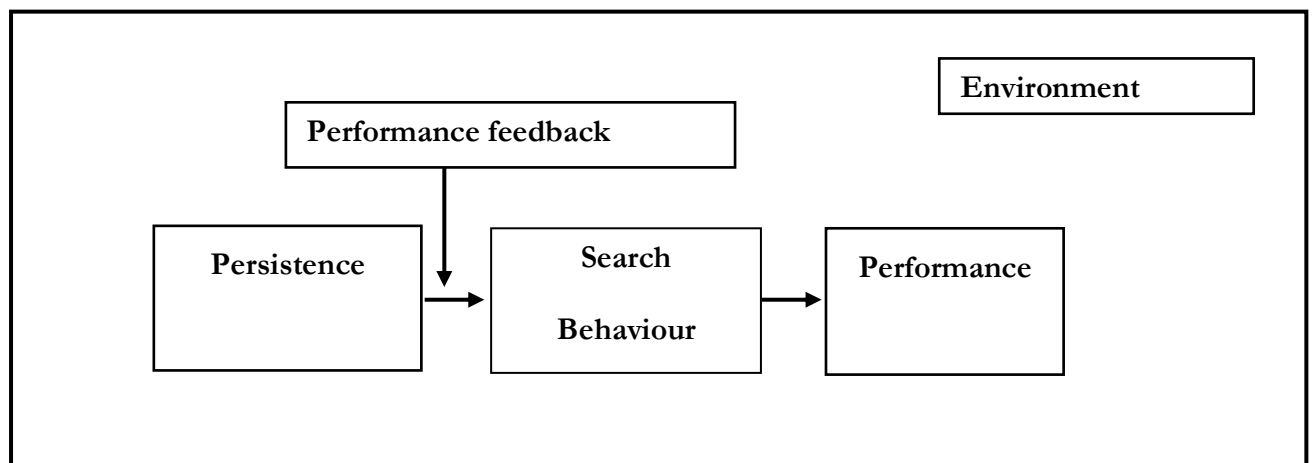 Environment
Performance feedback
Persistence
Search
Behaviour
Performance